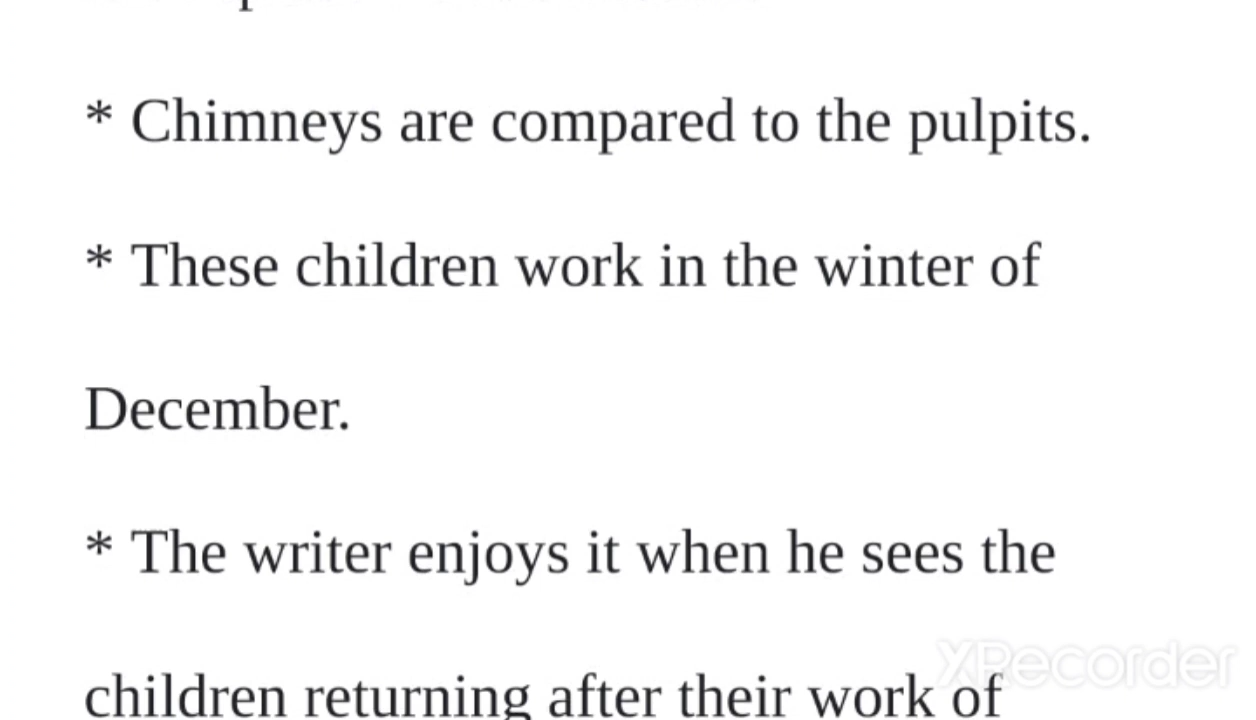 * Chimneys are compared to the pulpits.
* These children work in the winter of
December.
* The writer enjoys it when he sees the
children returning after their work of
XRecorder